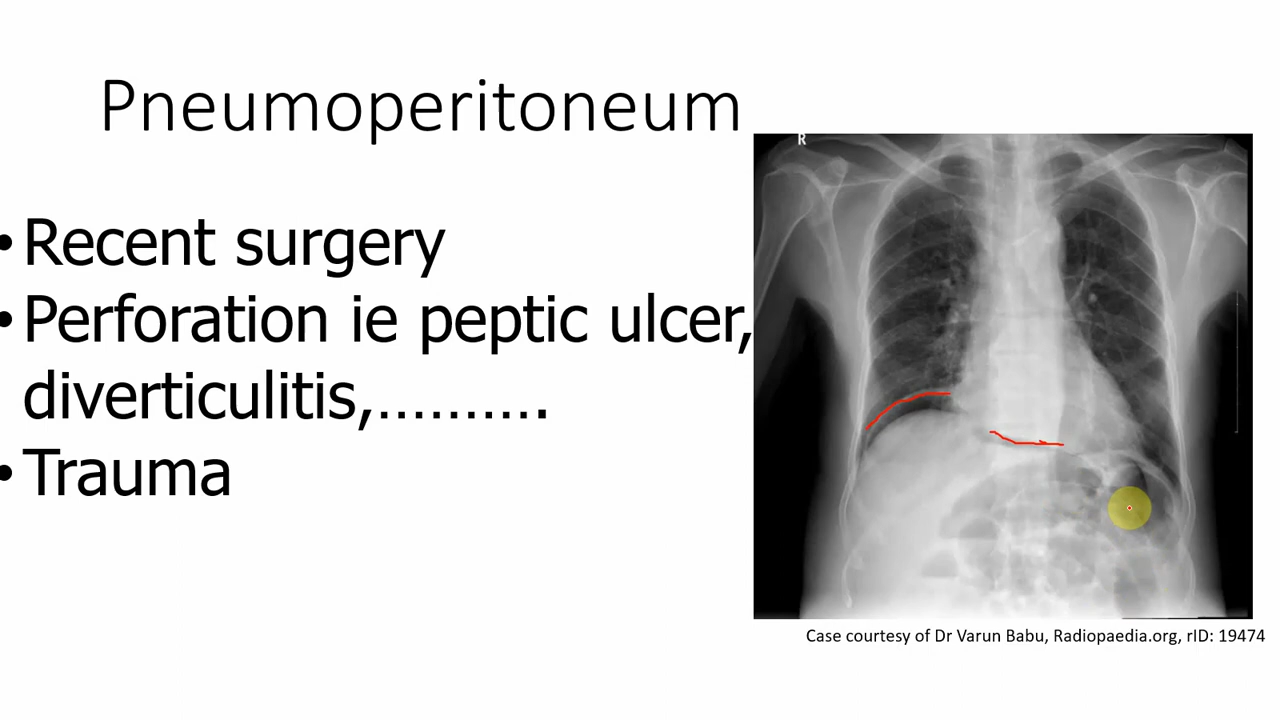 Pneumoperitoneum
•Recent surgery
•Perforation ie peptic ulcer,
diverticulitis,……….
•Trauma
R
Case courtesy of Dr Varun Babu, Radiopaedia.org, rID: 19474